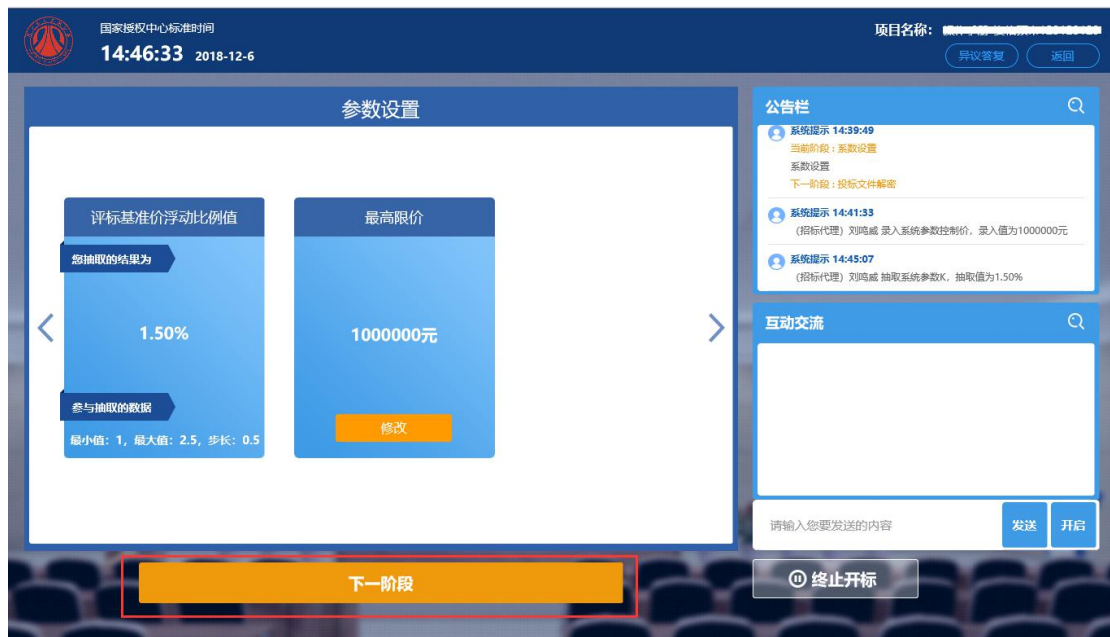 国家授权中心标准时间
14:46:33 2018-12-6
项目名称：
异议答复
返回
参数设置
评标基准价浮动比例值
您抽取的结果为
1.50%
参与抽取的数据
最小值：1，最大值：2.5，步长：0.5
最高限价
1000000元
修改
下一阶段
公告栏
系统提示 14:39:49
当前阶段：系数设置
系数设置
下一阶段：投标文件解密
系统提示 14:41:33
(招标代理) 刘鸣威 录入系统参数控制价，录入值为1000000元
系统提示 14:45:07
(招标代理) 刘鸣威 抽取系统参数K，抽取值为1.50%
互动交流
请输入您要发送的内容
发送
开启
终止开标